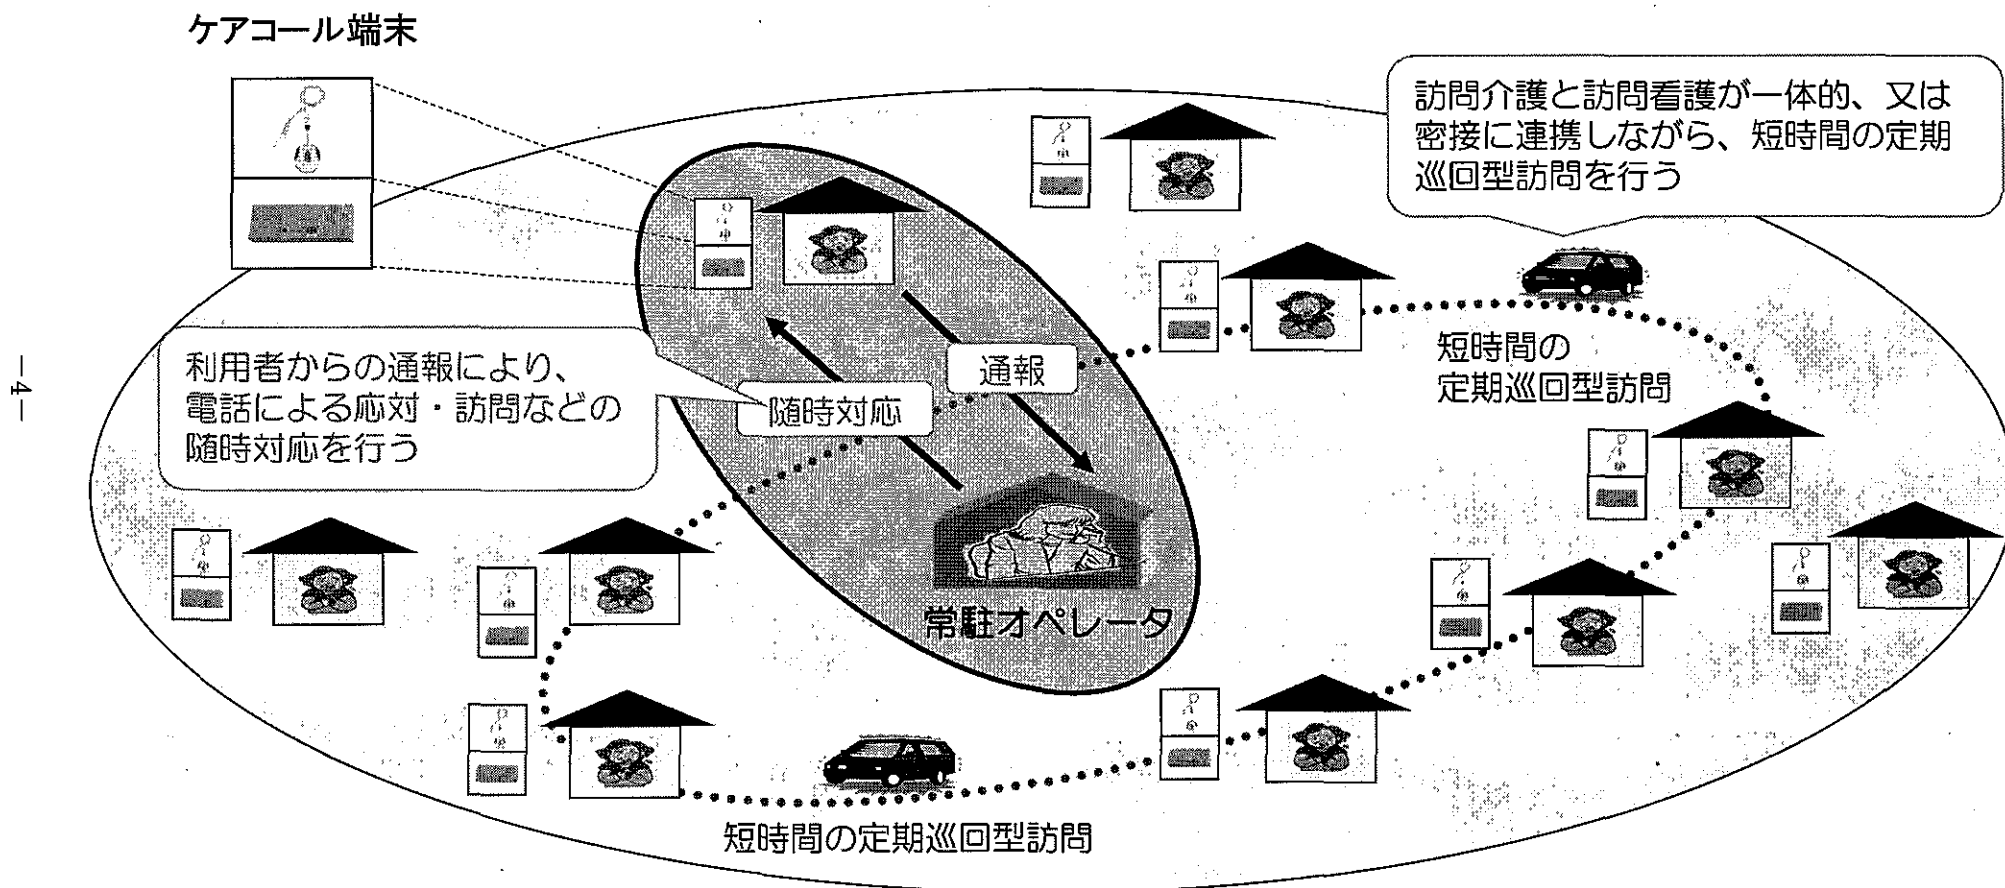 ケアコール端末
訪問介護と訪問看護が一体的、又は
密接に連携しながら、短時間の定期
巡回型訪問を行う
利用者からの通報により、
電話による応対・訪問などの
随時対応を行う
通報
随時対応
短時間の
定期巡回型訪問
常駐オペレータ
短時間の定期巡回型訪問
－4－